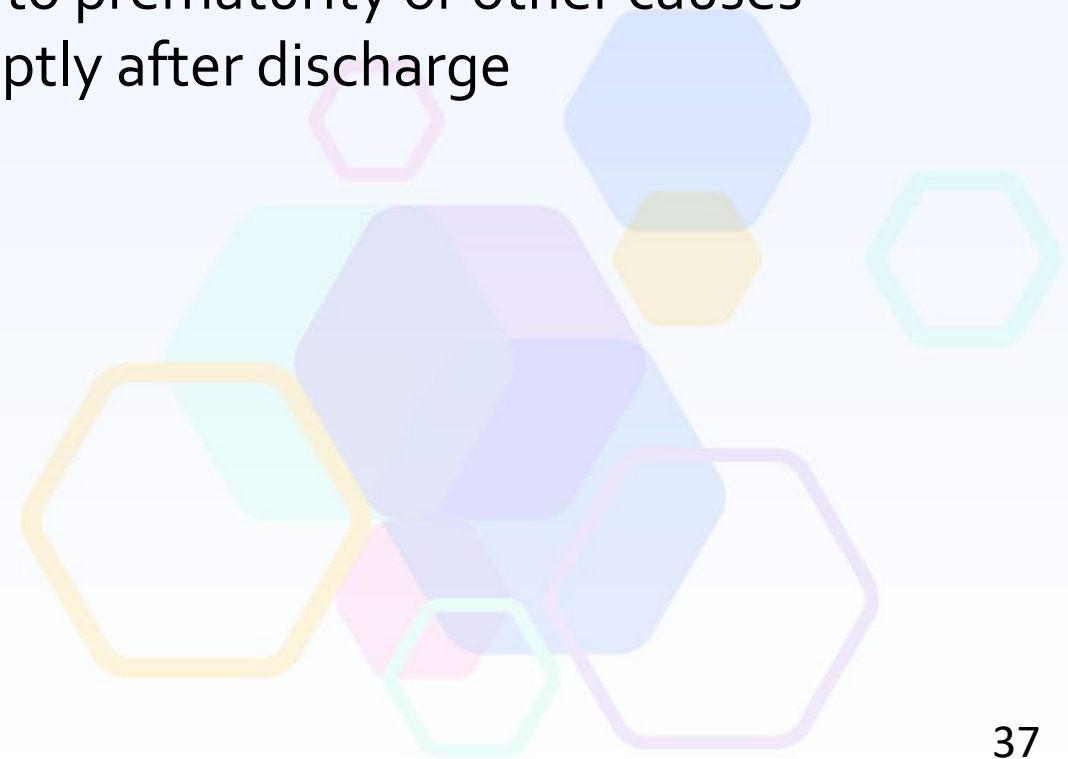 to prematurity or other causes
ptly after discharge
37